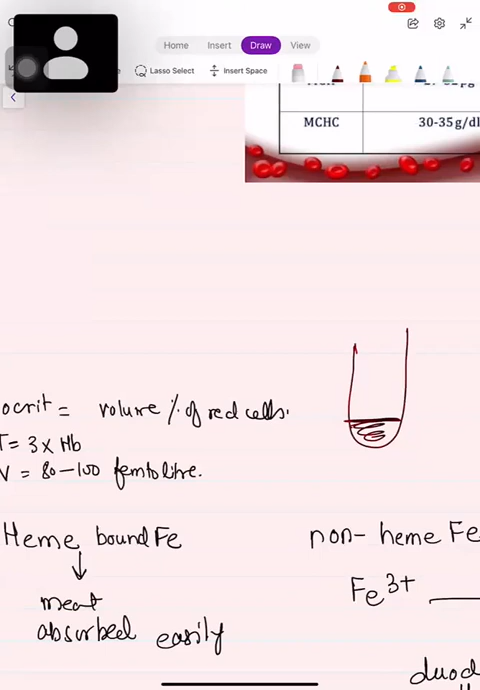 Home Insert Draw View
Lasso Select Insert Space
MCHC 30-35g/dl
ocrit = volume % of red cells.
T = 3 x Hb
V = 80-100 femtolitre.
Heme bound Fe
non-heme Fe
meat
Fe3+
absorbed easily
duod